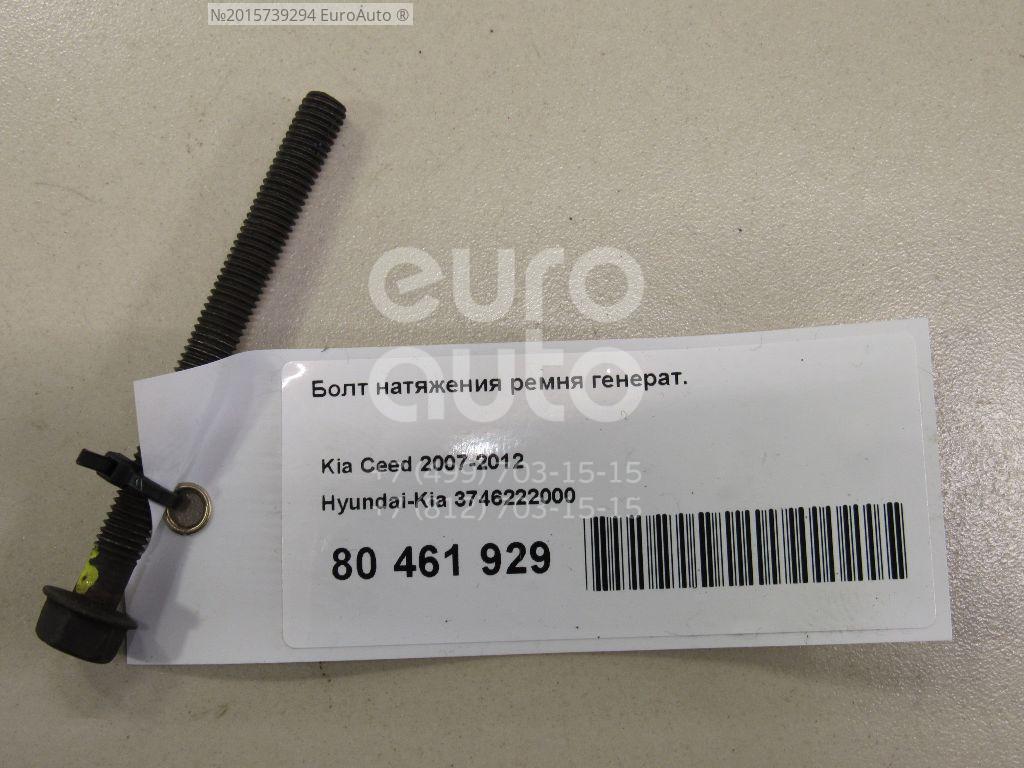 №2015739294 EuroAuto ®
euro
auto
Болт натяжения ремня генерат.
Kia Ceed 2007-2012
+7 (499) 703-15-15
Hyundai-Kia 3746222000
+7 (812) 703-15-15
80 461 929